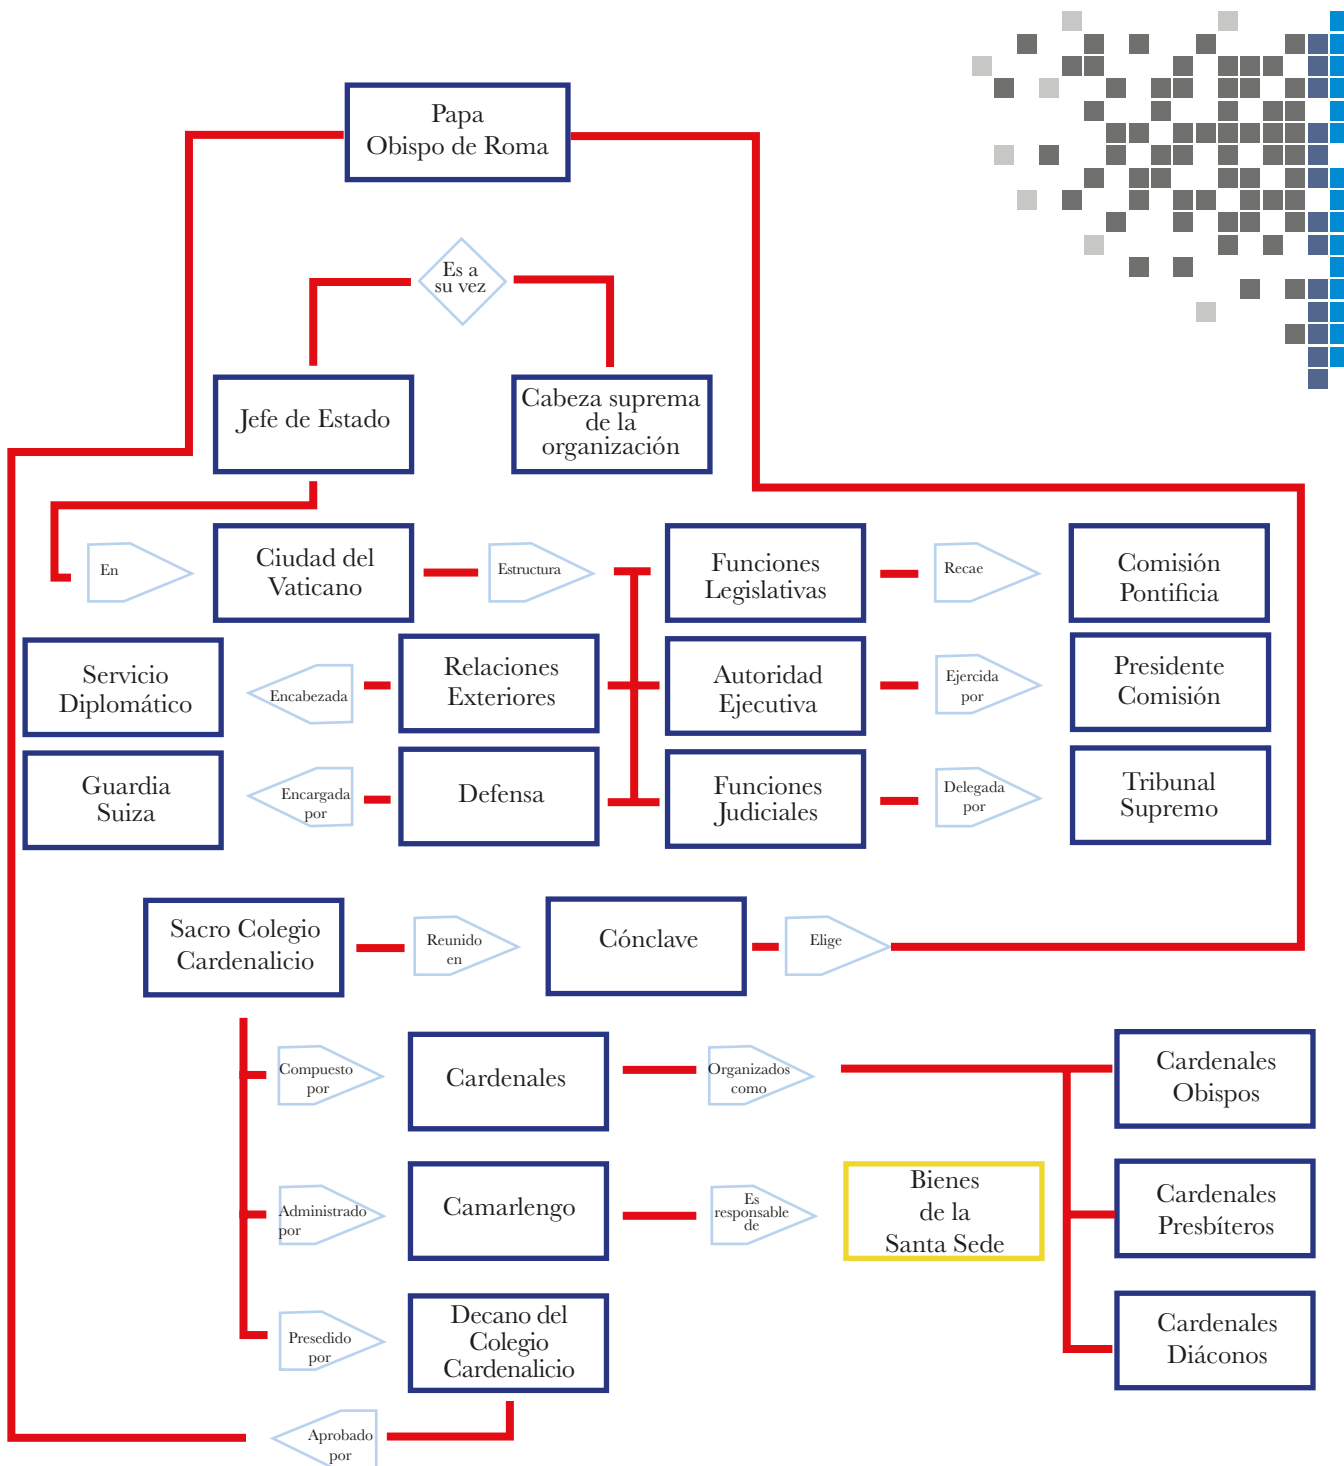 Papa
Obispo de Roma
Es a
su vez
Jefe de Estado
Cabeza suprema
de la
organización
En
Ciudad del
Vaticano
Estructura
Funciones
Legislativas
Recae
Comisión
Pontificia
Servicio
Diplomático
Encabezada
Relaciones
Exteriores
Autoridad
Ejecutiva
Ejercida
por
Presidente
Comisión
Guardia
Suiza
Encargada
por
Defensa
Funciones
Judiciales
Delegada
por
Tribunal
Supremo
Sacro Colegio
Cardenalicio
Reunido
en
Cónclave
Elige
Compuesto
por
Cardenales
Organizados
como
Cardenales
Obispos
Administrado
por
Camarlengo
Es
responsable
de
Bienes
de la
Santa Sede
Cardenales
Presbíteros
Presedido
por
Decano del
Colegio
Cardenalicio
Cardenales
Diáconos
Aprobado
por